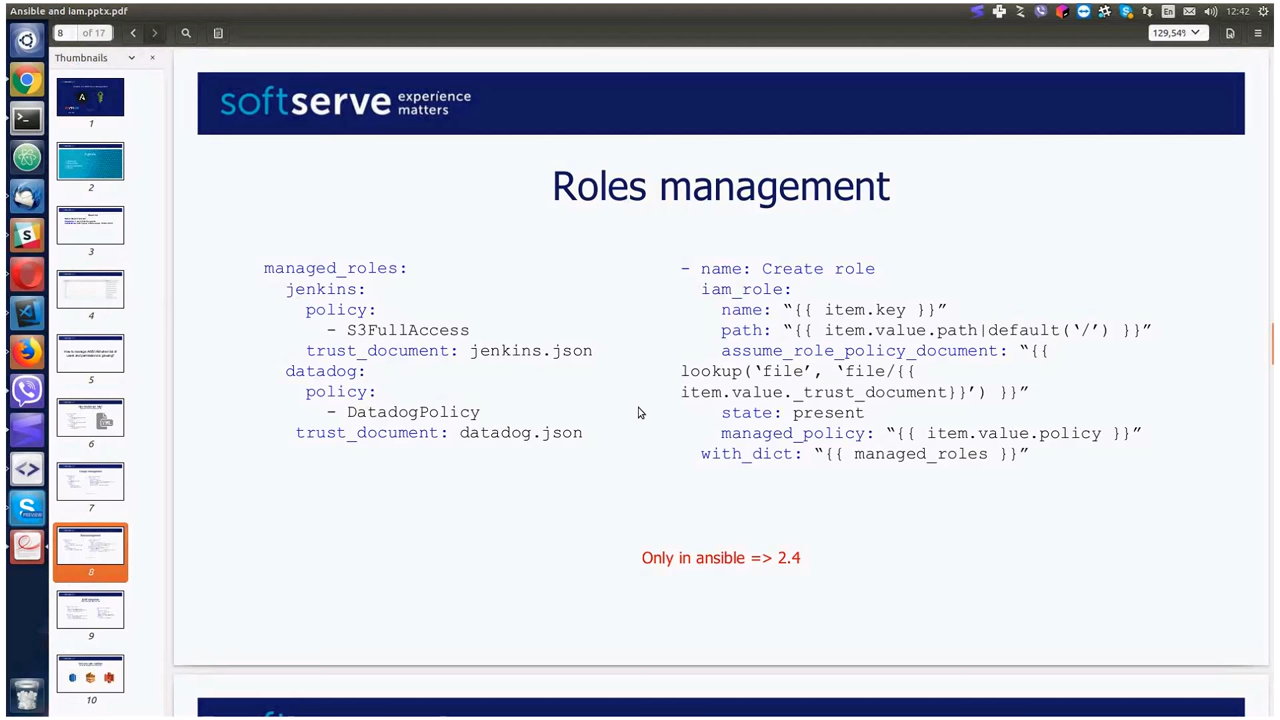 Ansible and iam.pptx.pdf
En
12:42
8 of 17
129,54%
Thumbnails
softserve experience matters
Roles management
managed_roles:
jenkins:
policy:
- S3FullAccess
trust_document: jenkins.json
datadog:
policy:
- DatadogPolicy
trust_document: datadog.json
- name: Create role
iam_role:
name: “{{ item.key }}”
path: “{{ item.value.path|default(‘/’) }}”
assume_role_policy_document: “{{
lookup(‘file’, ‘file/{{
item.value._trust_document}}’) }}”
state: present
managed_policy: “{{ item.value.policy }}”
with_dict: “{{ managed_roles }}”
Only in ansible => 2.4
1
2
3
4
5
6
7
8
9
10